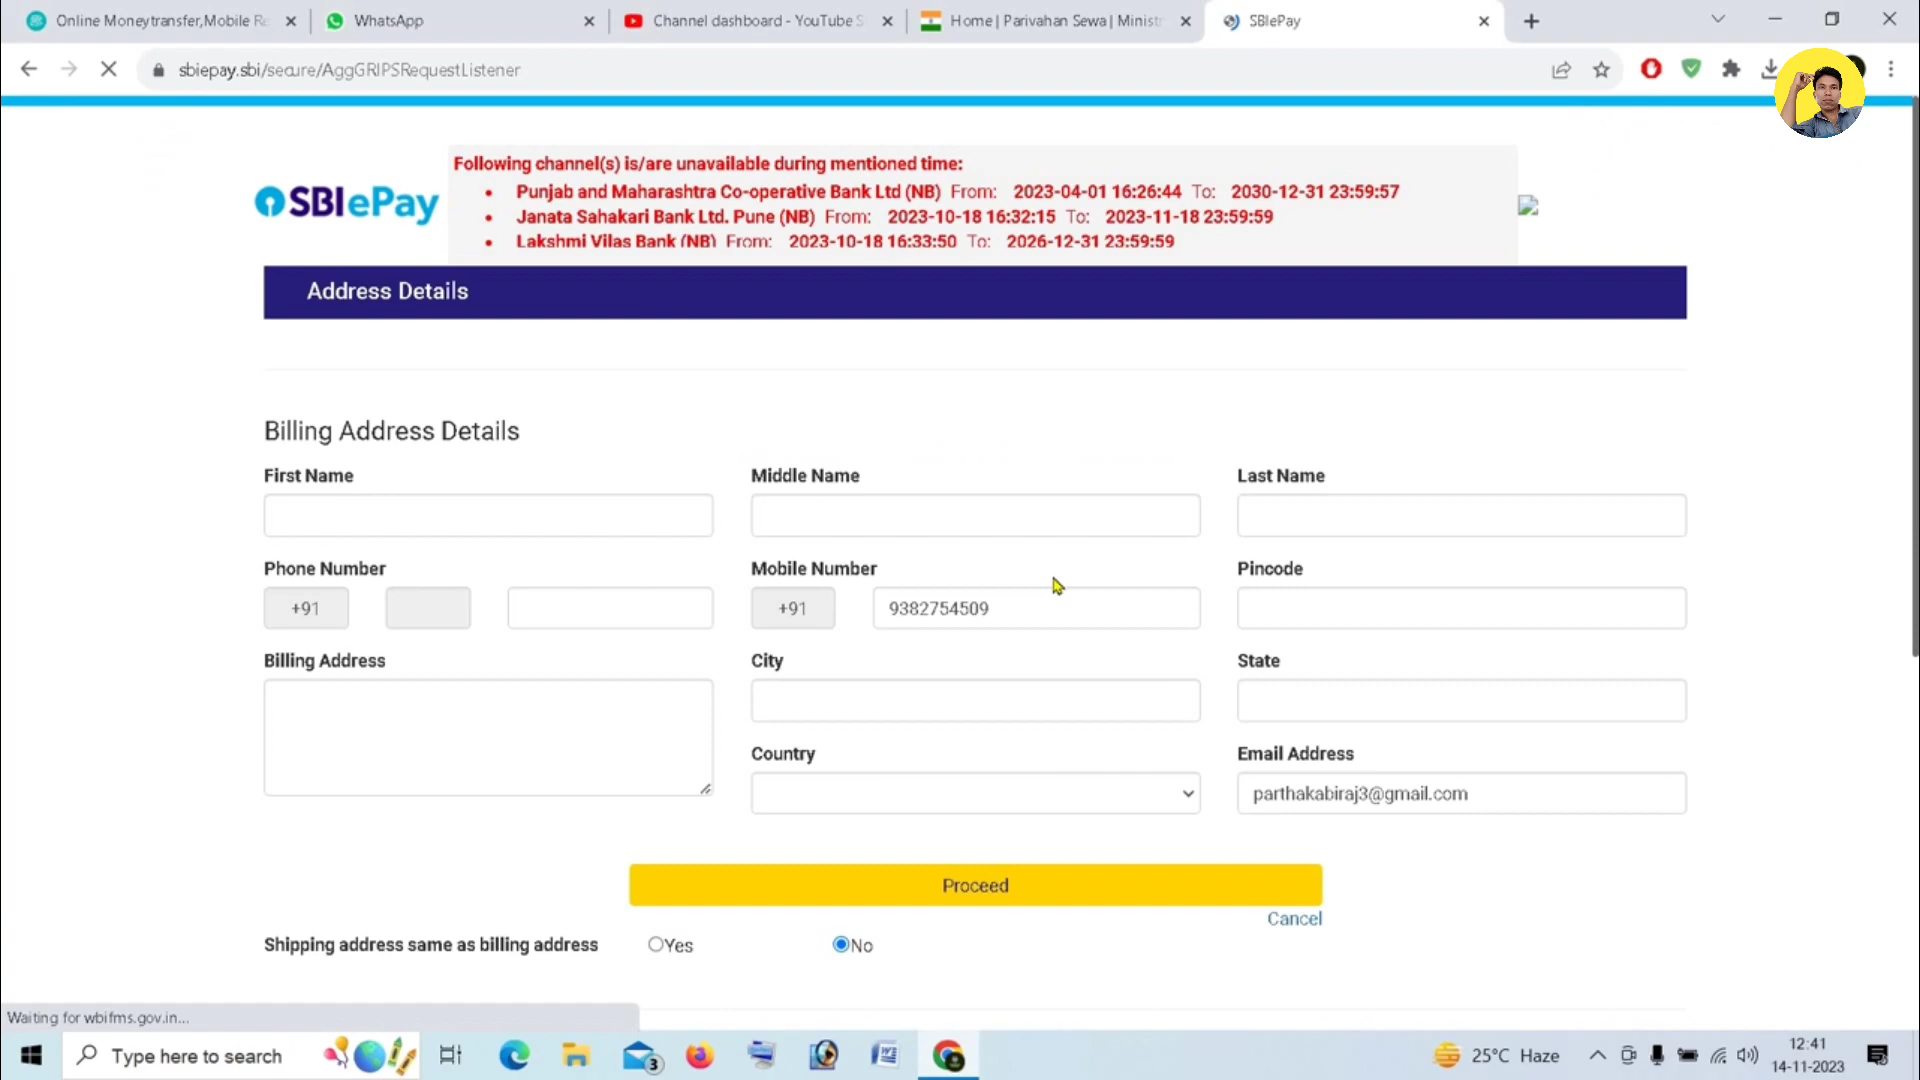 Online Moneytransfer,Mobile Re
WhatsApp
Channel dashboard - YouTube S
Home | Parivahan Sewa | Ministr
SBIePay
sbiepay.sbi/secure/AggGRIPSRequestListener
SBIePay
Following channel(s) is/are unavailable during mentioned time:
Punjab and Maharashtra Co-operative Bank Ltd (NB) From: 2023-04-01 16:26:44 To: 2030-12-31 23:59:57
Janata Sahakari Bank Ltd. Pune (NB) From: 2023-10-18 16:32:15 To: 2023-11-18 23:59:59
Lakshmi Vilas Bank (NB) From: 2023-10-18 16:33:50 To: 2026-12-31 23:59:59
Address Details
Billing Address Details
First Name
Middle Name
Last Name
Phone Number
Mobile Number
Pincode
+91
+91
9382754509
Billing Address
City
State
Country
Email Address
parthakabiraj3@gmail.com
Proceed
Cancel
Shipping address same as billing address
Yes
No
Waiting for wbifms.gov.in...
Type here to search
3
25°C Haze
12:41
14-11-2023